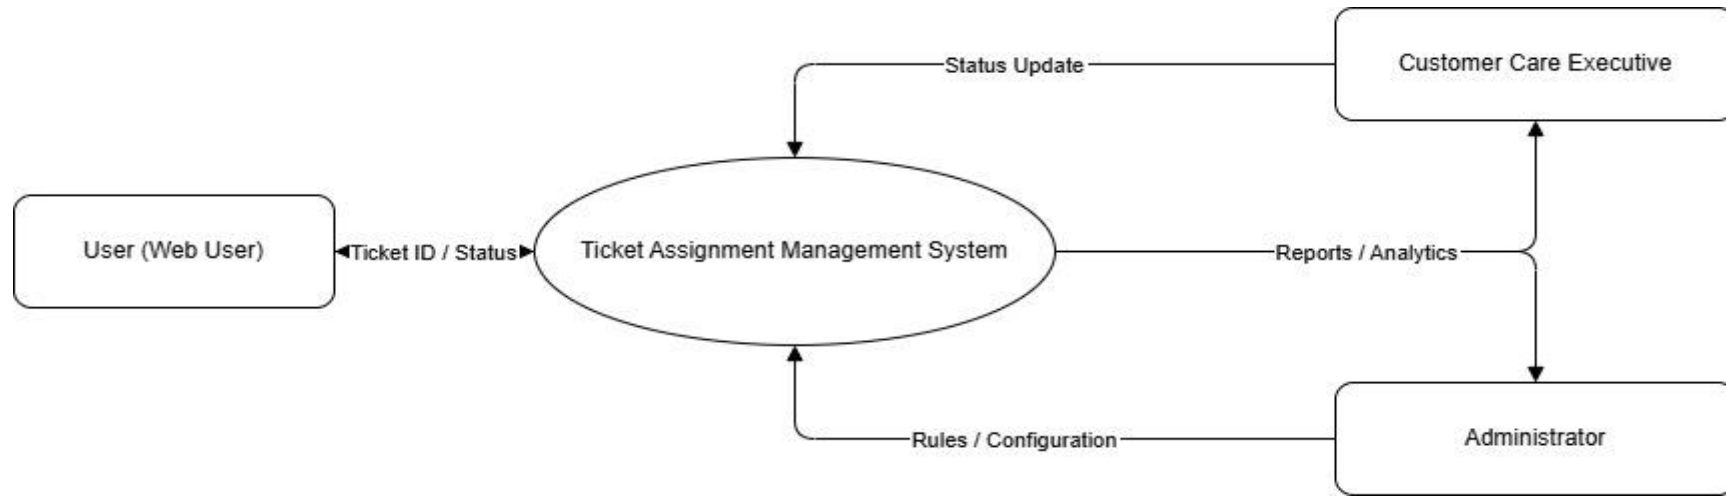 Customer Care Executive
Status Update
User (Web User)
Ticket ID / Status
Ticket Assignment Management System
Reports / Analytics
Rules / Configuration
Administrator